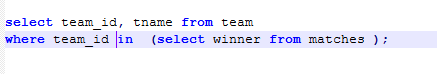 select team_id, tname from team
where team_id in  (select winner from matches );